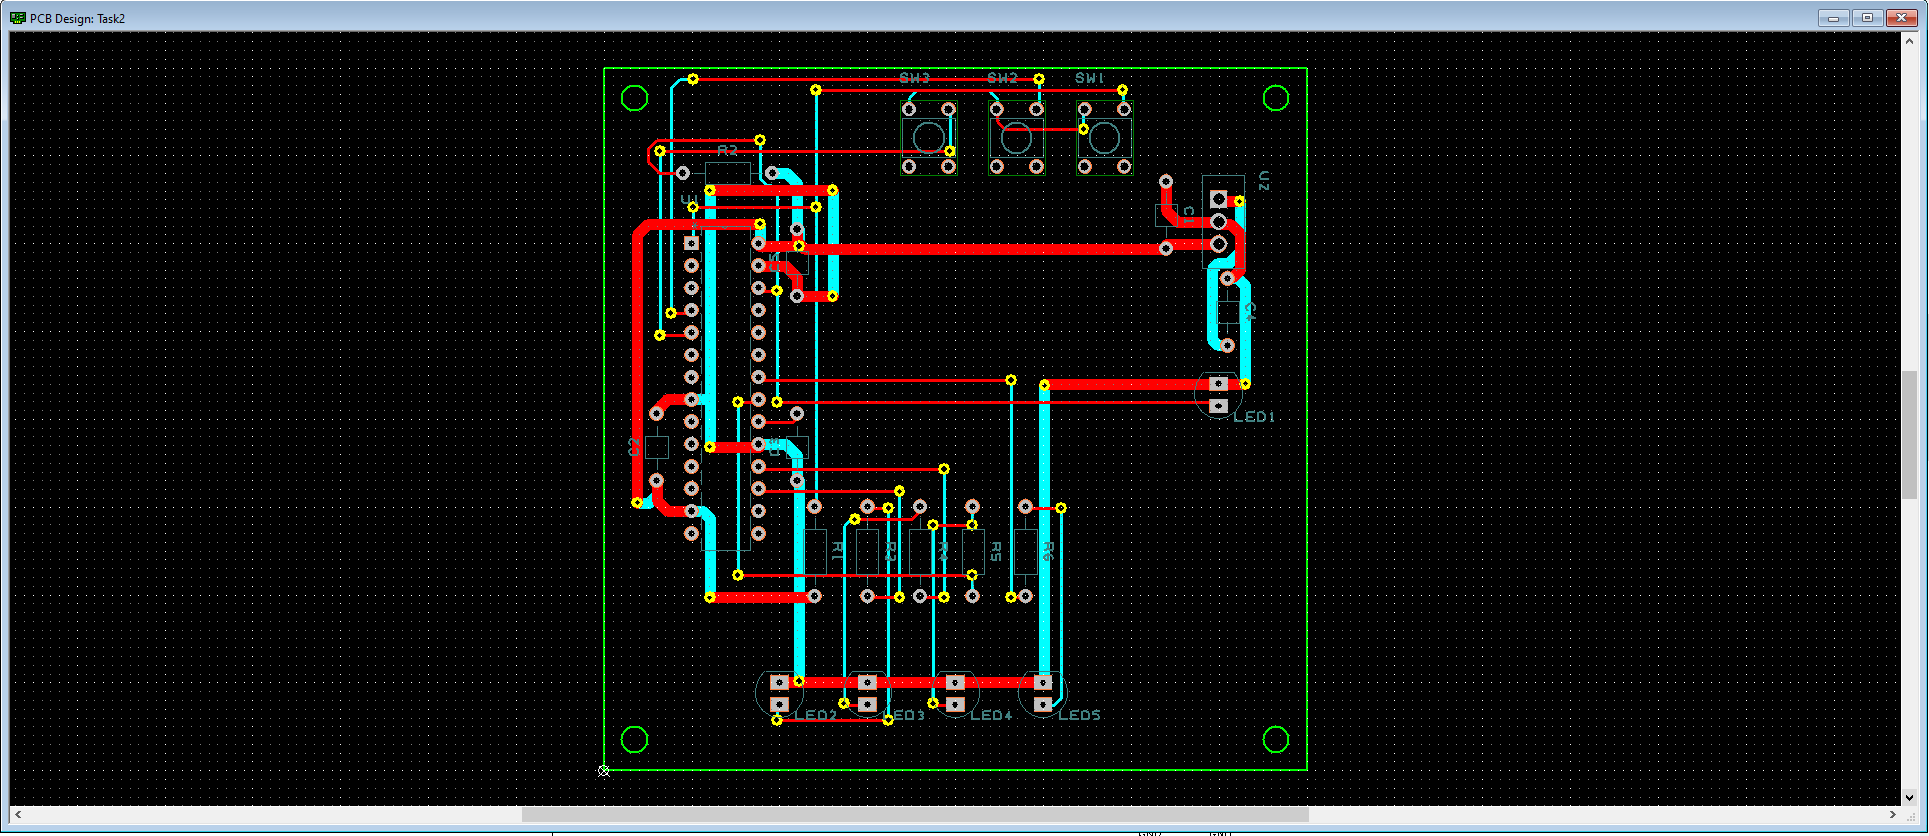 PCB Design: Task2
SW3 SW2 SW1
R2
U2
U1
C1
C4
LED1
C2
R1 R3 R4 R5 R6
LED2 LED3 LED4 LED5